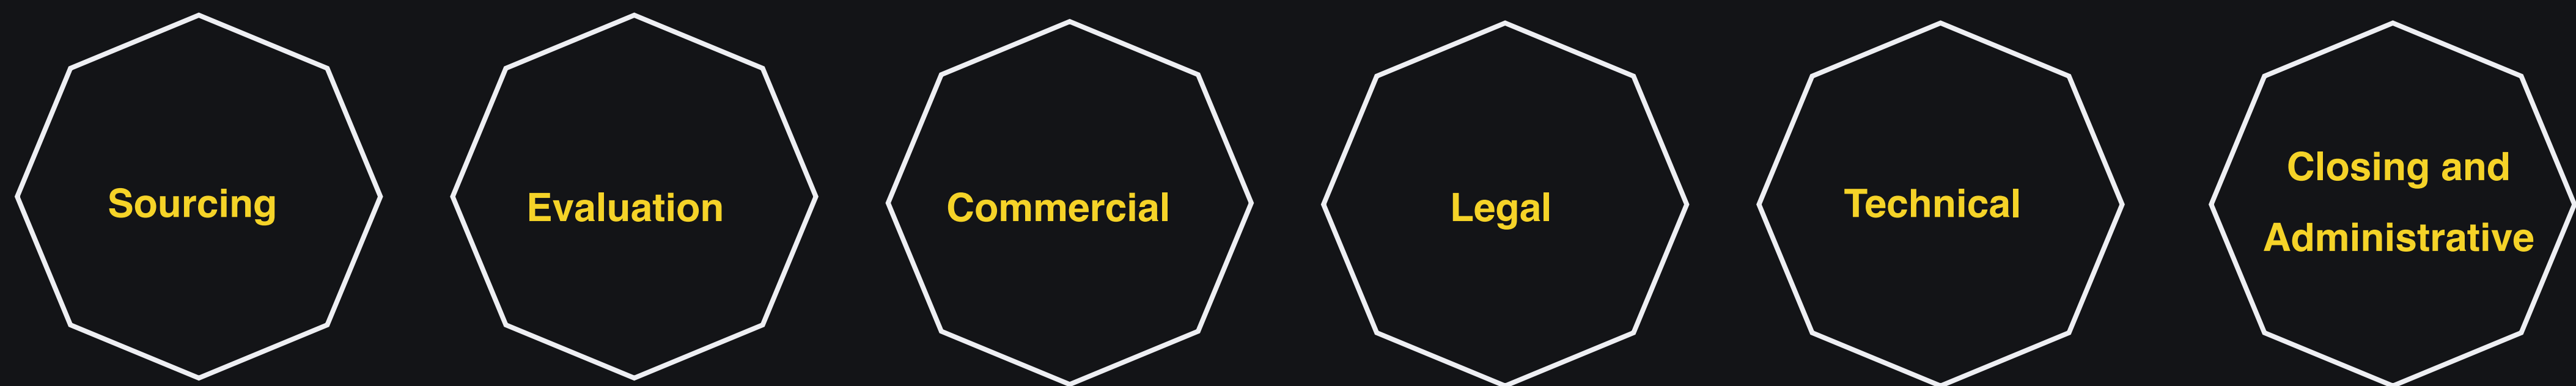 Sourcing
Evaluation
Commercial
Legal
Technical
Closing and
Administrative